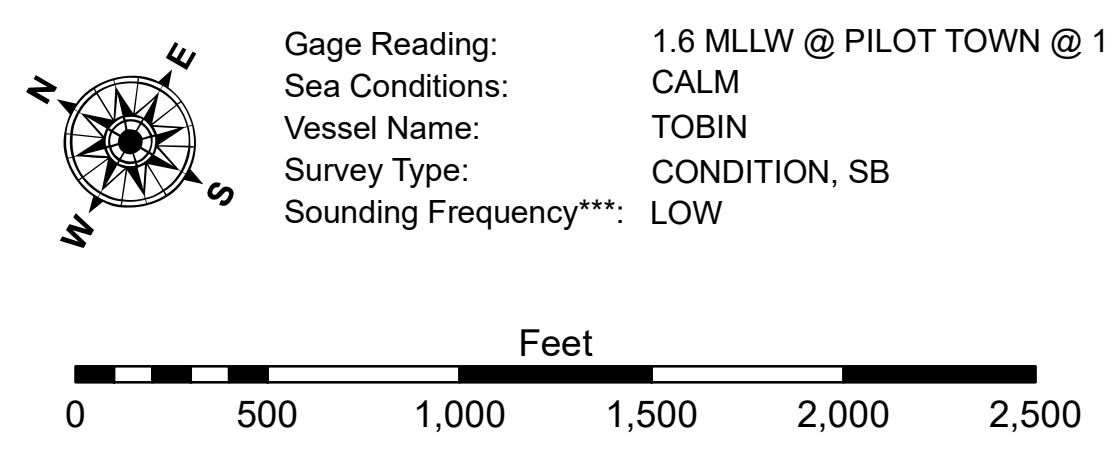 N
E
S
W
Gage Reading: 1.6 MLLW @ PILOT TOWN @ 1
Sea Conditions: CALM
Vessel Name: TOBIN
Survey Type: CONDITION, SB
Sounding Frequency***: LOW
Feet
0 500 1,000 1,500 2,000 2,500